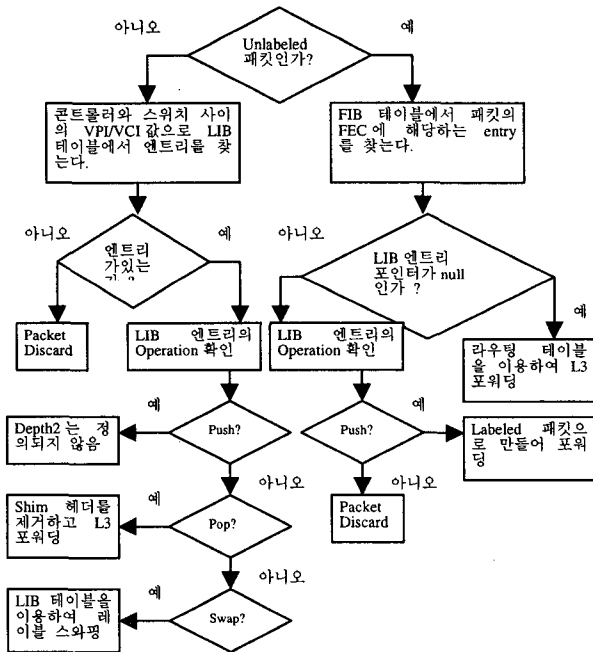 아니오
예
Unlabeled
패킷인가?
콘트롤러와 스위치 사이
의 VPI/VCI 값으로 LIB
테이블에서 엔트리를 찾
는다.
FIB 테이블에서 패킷의
FEC에 해당하는 entry
를 찾는다.
아니오
예
엔트리
가있는
아니오
LIB 엔트리
포인터가 null
인가 ?
예
Packet
Discard
LIB 엔트리의
Operation 확인
LIB 엔트리의
Operation 확인
라우팅 테이블
을 이용하여 L3
포워딩
예
Depth2는 정
의되지 않음
Push?
Push?
예
Labeled 패킷으
로 만들어 포워
딩
아니오
아니오
예
Shim 헤더를
제거하고 L3
포워딩
Pop?
Packet
Discard
아니오
예
LIB 테이블을
이용하여 레
이블 스와핑
Swap?